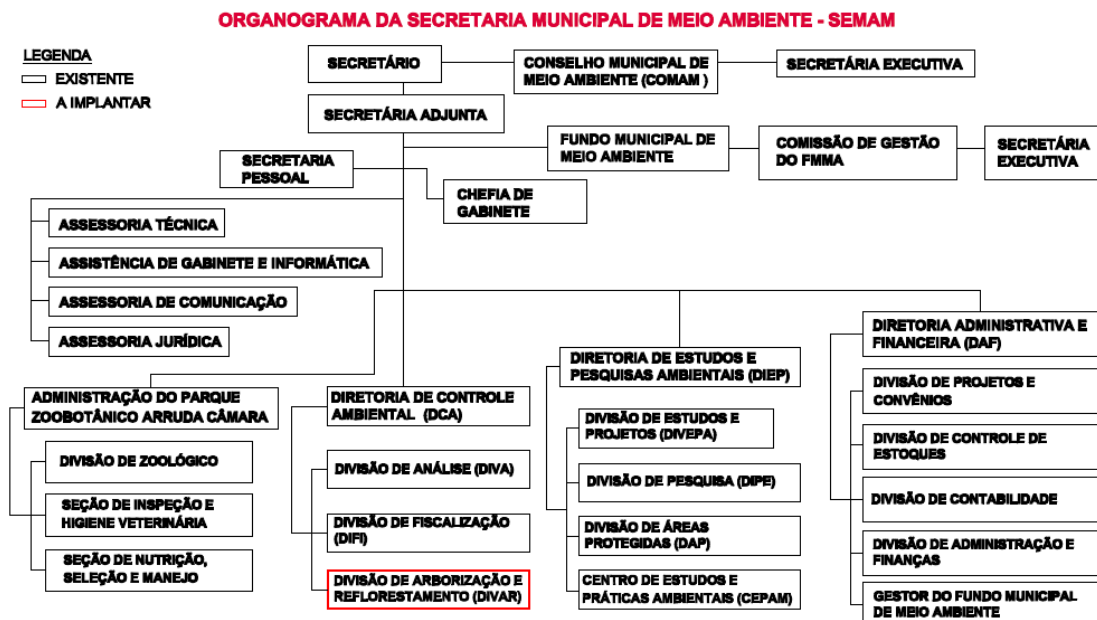 ORGANOGRAMA DA SECRETARIA MUNICIPAL DE MEIO AMBIENTE - SEMAM
LEGENDA
EXISTENTE
A IMPLANTAR
SECRETÁRIO
CONSELHO MUNICIPAL DE
MEIO AMBIENTE (COMAM )
SECRETÁRIA EXECUTIVA
SECRETÁRIA ADJUNTA
FUNDO MUNICIPAL DE
MEIO AMBIENTE
COMISSÃO DE GESTÃO
DO FMMA
SECRETÁRIA
EXECUTIVA
SECRETARIA
PESSOAL
CHEFIA DE
GABINETE
ASSESSORIA TÉCNICA
ASSISTÊNCIA DE GABINETE E INFORMÁTICA
ASSESSORIA DE COMUNICAÇÃO
ASSESSORIA JURÍDICA
ADMINISTRAÇÃO DO PARQUE
ZOOBOTÂNICO ARRUDA CÂMARA
DIVISÃO DE ZOOLÓGICO
SEÇÃO DE INSPEÇÃO E
HIGIENE VETERINÁRIA
SEÇÃO DE NUTRIÇÃO,
SELEÇÃO E MANEJO
DIRETORIA DE CONTROLE
AMBIENTAL (DCA)
DIVISÃO DE ANÁLISE (DIVA)
DIVISÃO DE FISCALIZAÇÃO
(DIFI)
DIVISÃO DE ARBORIZAÇÃO E
REFLORESTAMENTO (DIVAR)
DIRETORIA DE ESTUDOS E
PESQUISAS AMBIENTAIS (DIEP)
DIVISÃO DE ESTUDOS E
PROJETOS (DIVEPA)
DIVISÃO DE PESQUISA (DIPE)
DIVISÃO DE ÁREAS
PROTEGIDAS (DAP)
CENTRO DE ESTUDOS E
PRÁTICAS AMBIENTAIS (CEPAM)
DIRETORIA ADMINISTRATIVA E
FINANCEIRA (DAF)
DIVISÃO DE PROJETOS E
CONVÊNIOS
DIVISÃO DE CONTROLE DE
ESTOQUES
DIVISÃO DE CONTABILIDADE
DIVISÃO DE ADMINISTRAÇÃO E
FINANÇAS
GESTOR DO FUNDO MUNICIPAL
DE MEIO AMBIENTE